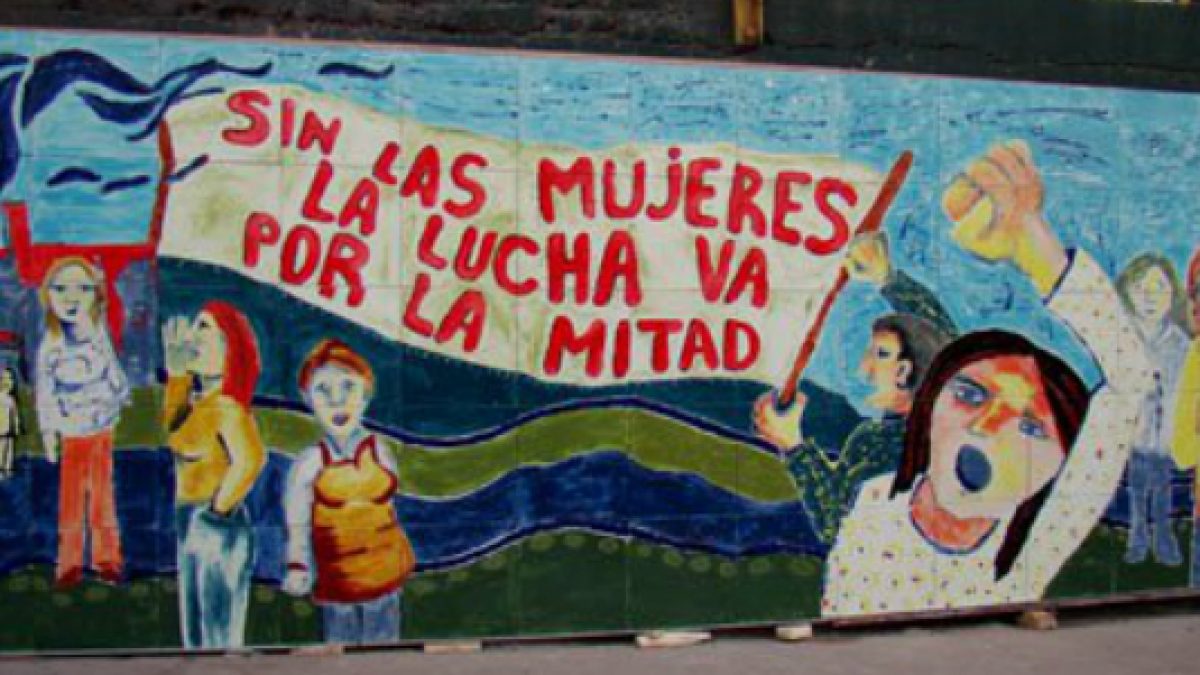 SIN LAS MUJERES
LA LUCHA VA
POR LA MITAD